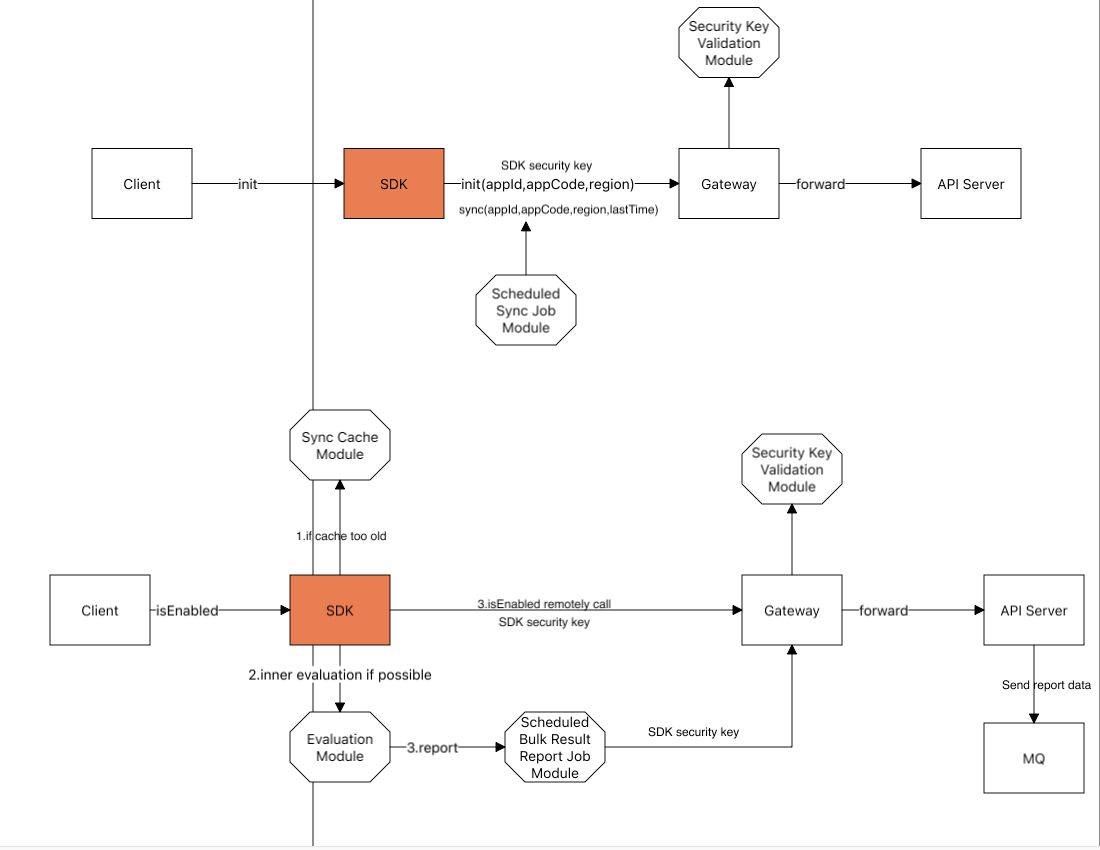 Security Key
Validation
Module
Client
init
SDK
SDK security key
init(appId,appCode,region)
sync(appId,appCode,region,lastTime)
Gateway
forward
API Server
Scheduled
Sync Job
Module
Sync Cache
Module
1.if cache too old
Security Key
Validation
Module
Client
isEnabled
SDK
3.isEnabled remotely call
SDK security key
Gateway
forward
API Server
2.inner evaluation if possible
Send report data
Evaluation
Module
3.report
Scheduled
Bulk Result
Report Job
Module
SDK security key
MQ